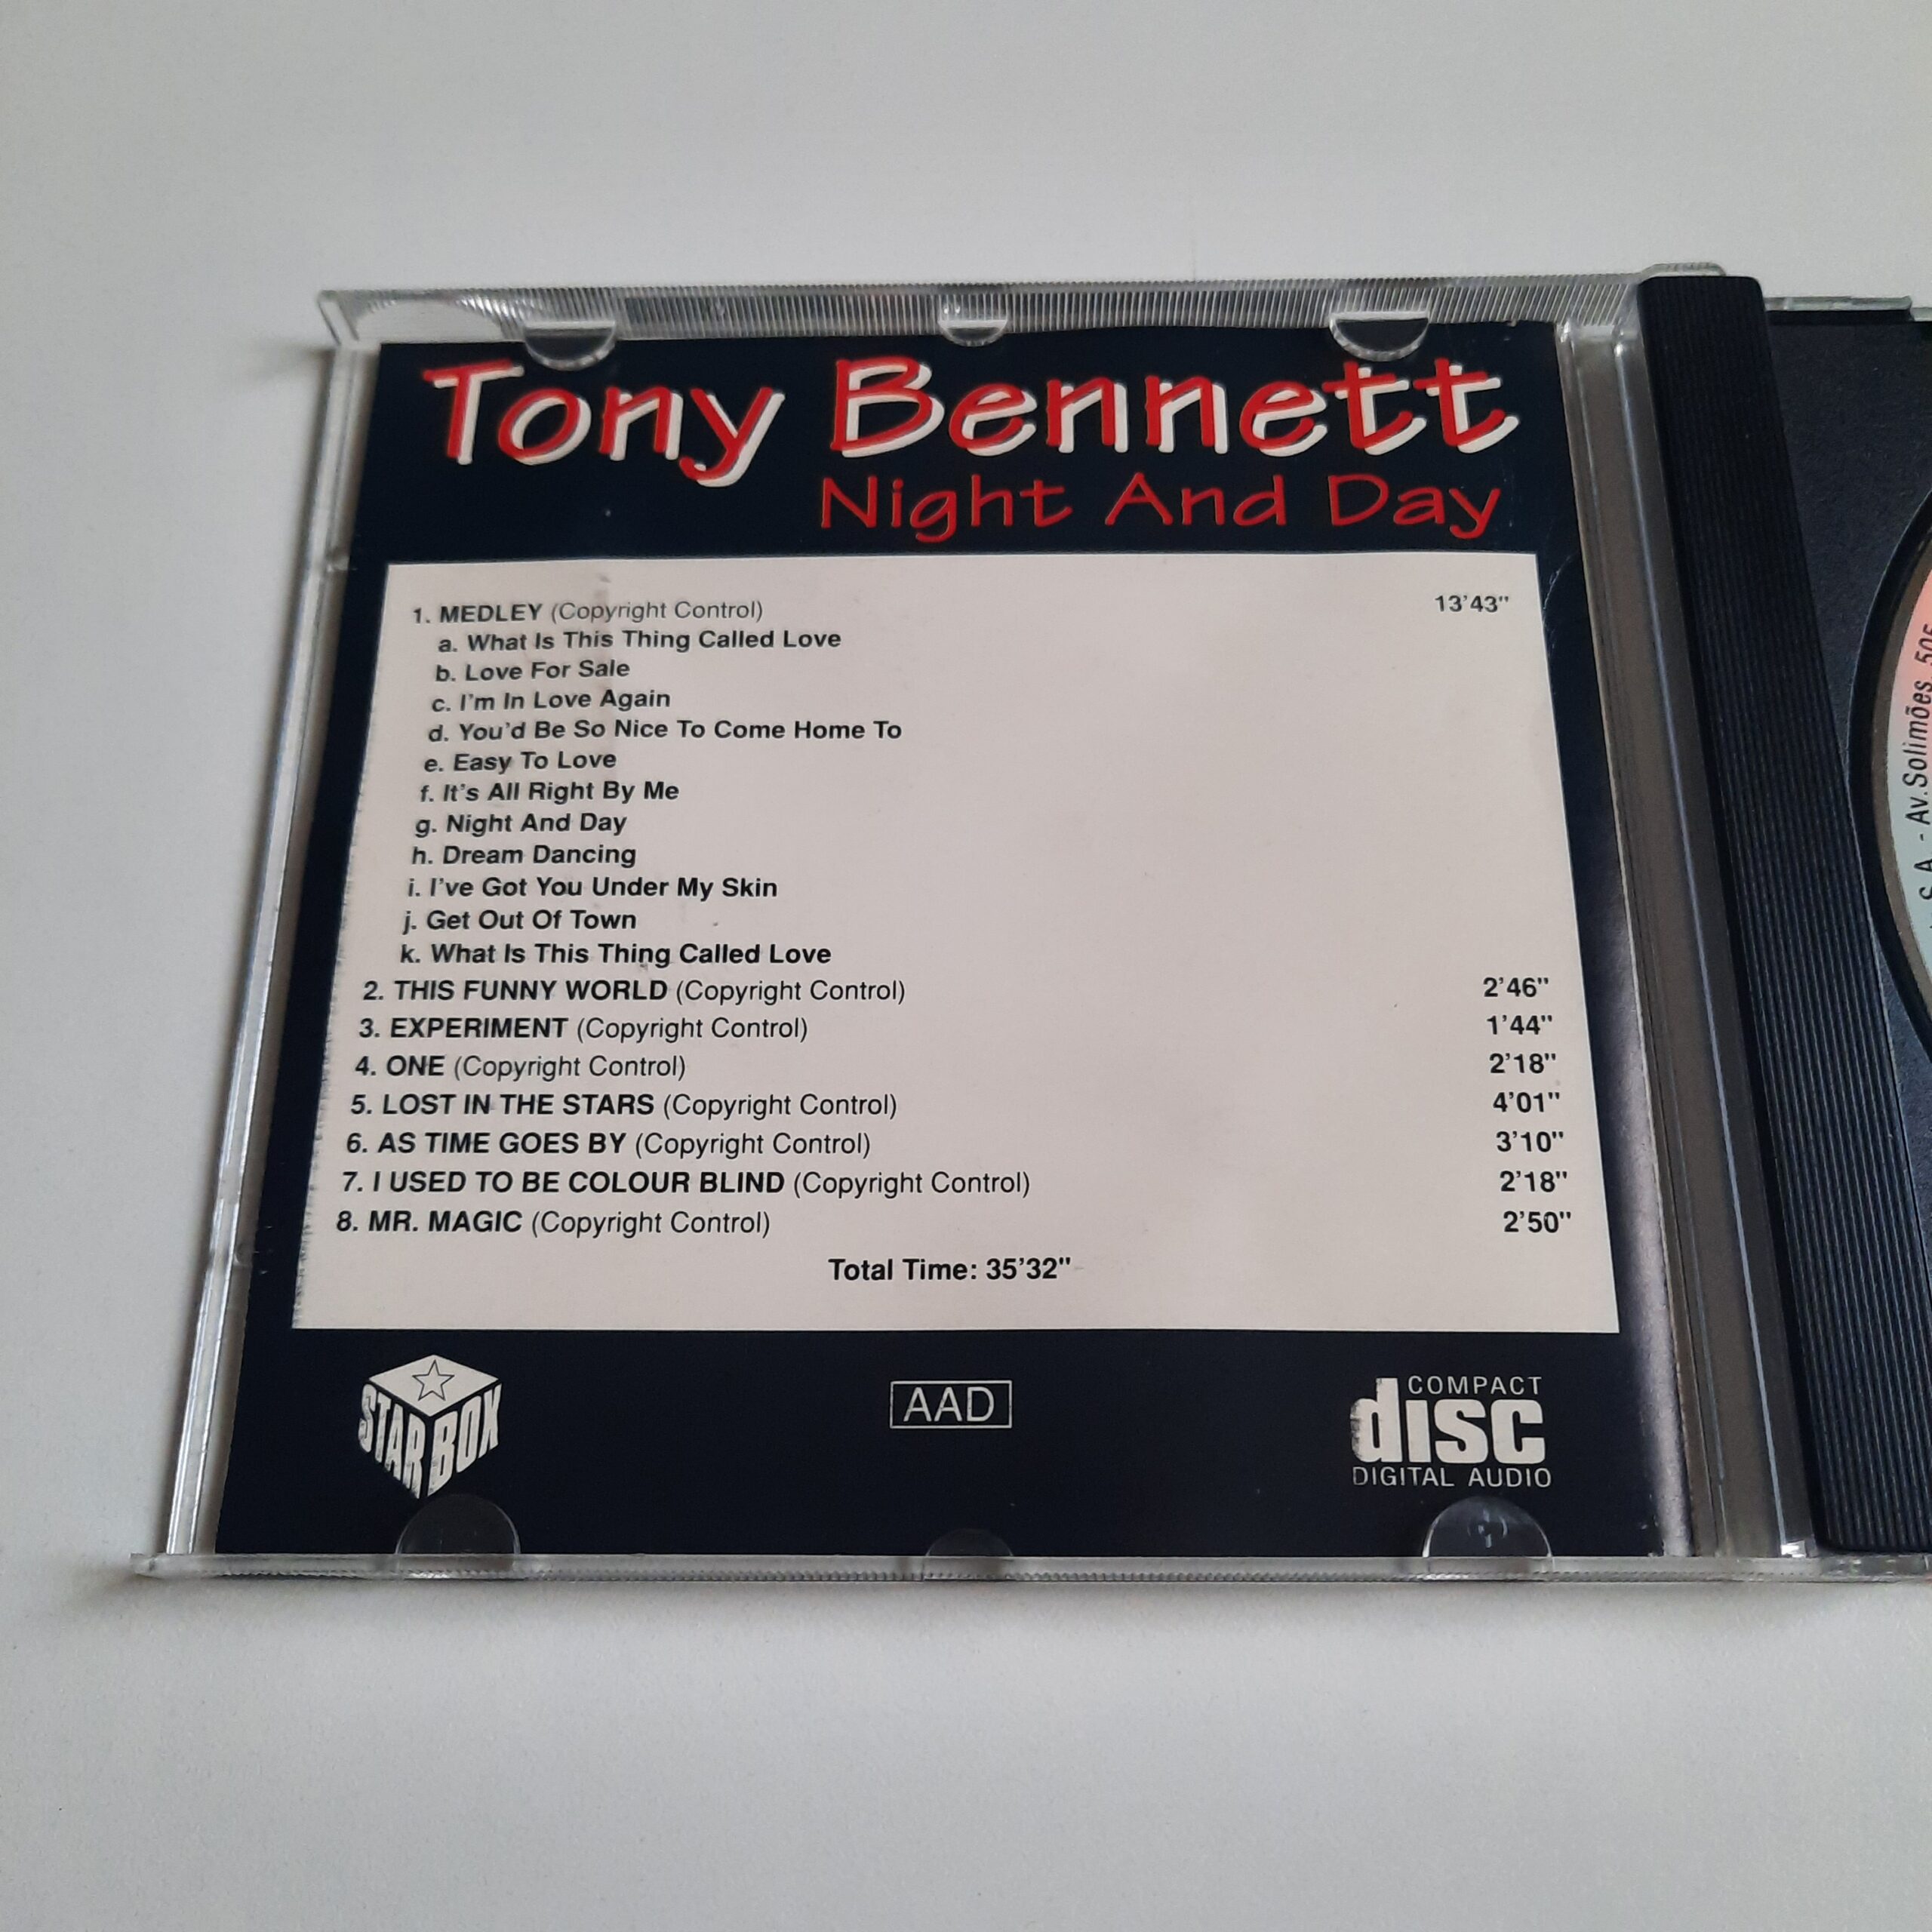 Tony Bennett
Night And Day
1. MEDLEY (Copyright Control) 13'43"
a. What Is This Thing Called Love
b. Love For Sale
c. I'm In Love Again
d. You'd Be So Nice To Come Home To
e. Easy To Love
f. It's All Right By Me
g. Night And Day
h. Dream Dancing
i. I've Got You Under My Skin
j. Get Out Of Town
k. What Is This Thing Called Love
2. THIS FUNNY WORLD (Copyright Control) 2'46"
3. EXPERIMENT (Copyright Control) 1'44"
4. ONE (Copyright Control) 2'18"
5. LOST IN THE STARS (Copyright Control) 4'01"
6. AS TIME GOES BY (Copyright Control) 3'10"
7. I USED TO BE COLOUR BLIND (Copyright Control) 2'18"
8. MR. MAGIC (Copyright Control) 2'50"
Total Time: 35'32"
STAR BOX
AAD
COMPACT
disc
DIGITAL AUDIO
S.A. - Av. Solimões, 505